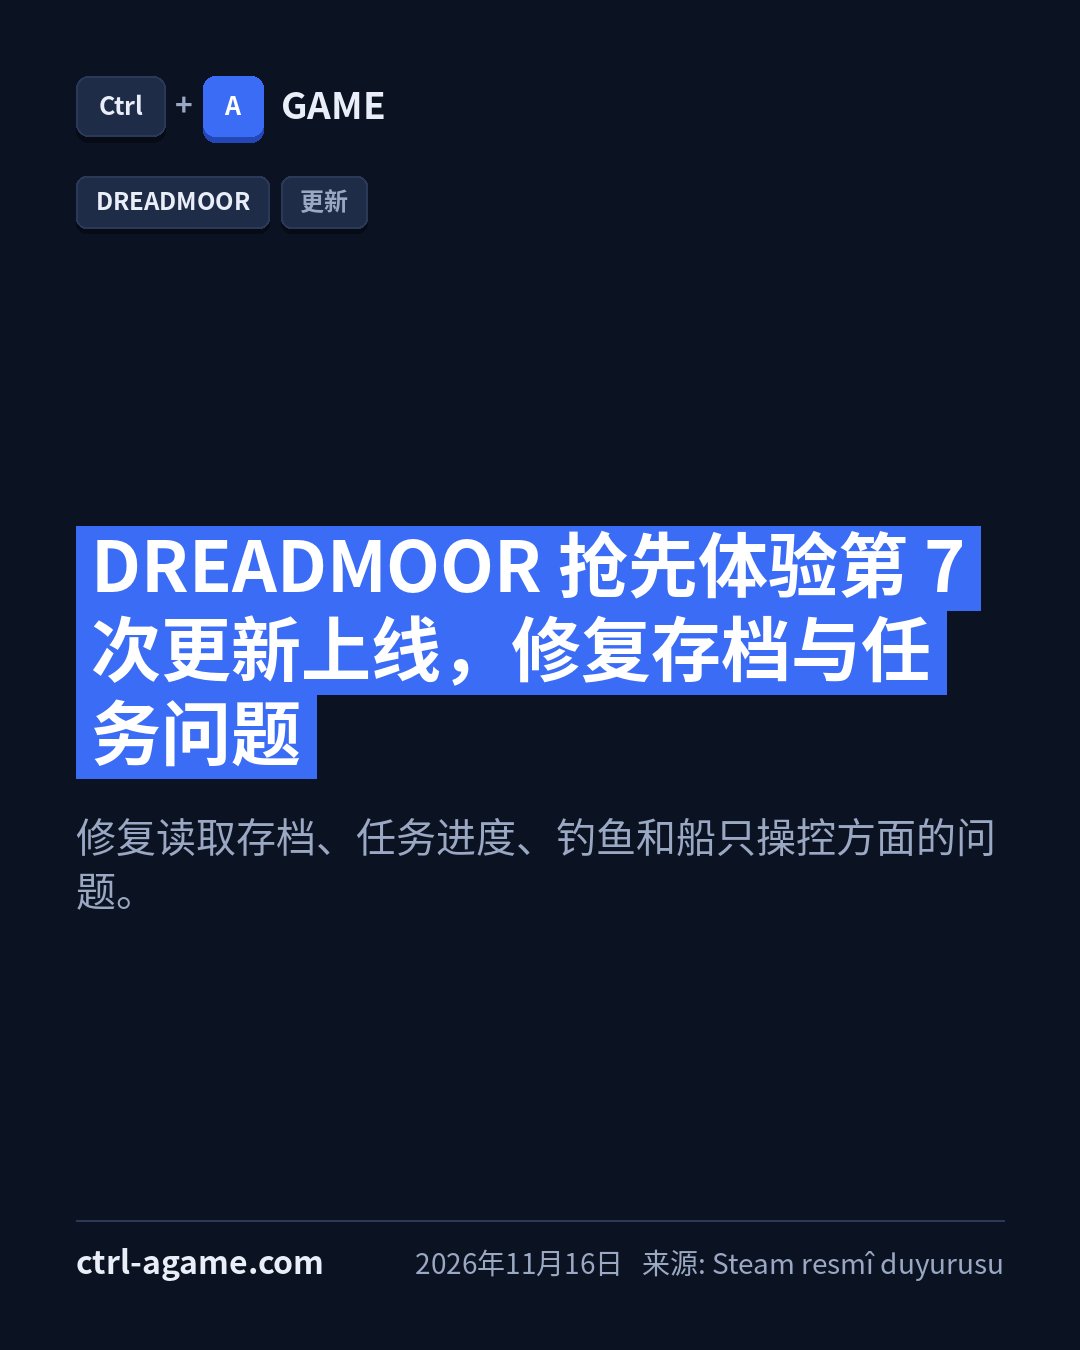 Ctrl + A GAME
DREADMOOR 更新
DREADMOOR 抢先体验第 7
次更新上线，修复存档与任
务问题
修复读取存档、任务进度、钓鱼和船只操控方面的问
题。
ctrl-agame.com 2026年11月16日 来源: Steam resmî duyurusu